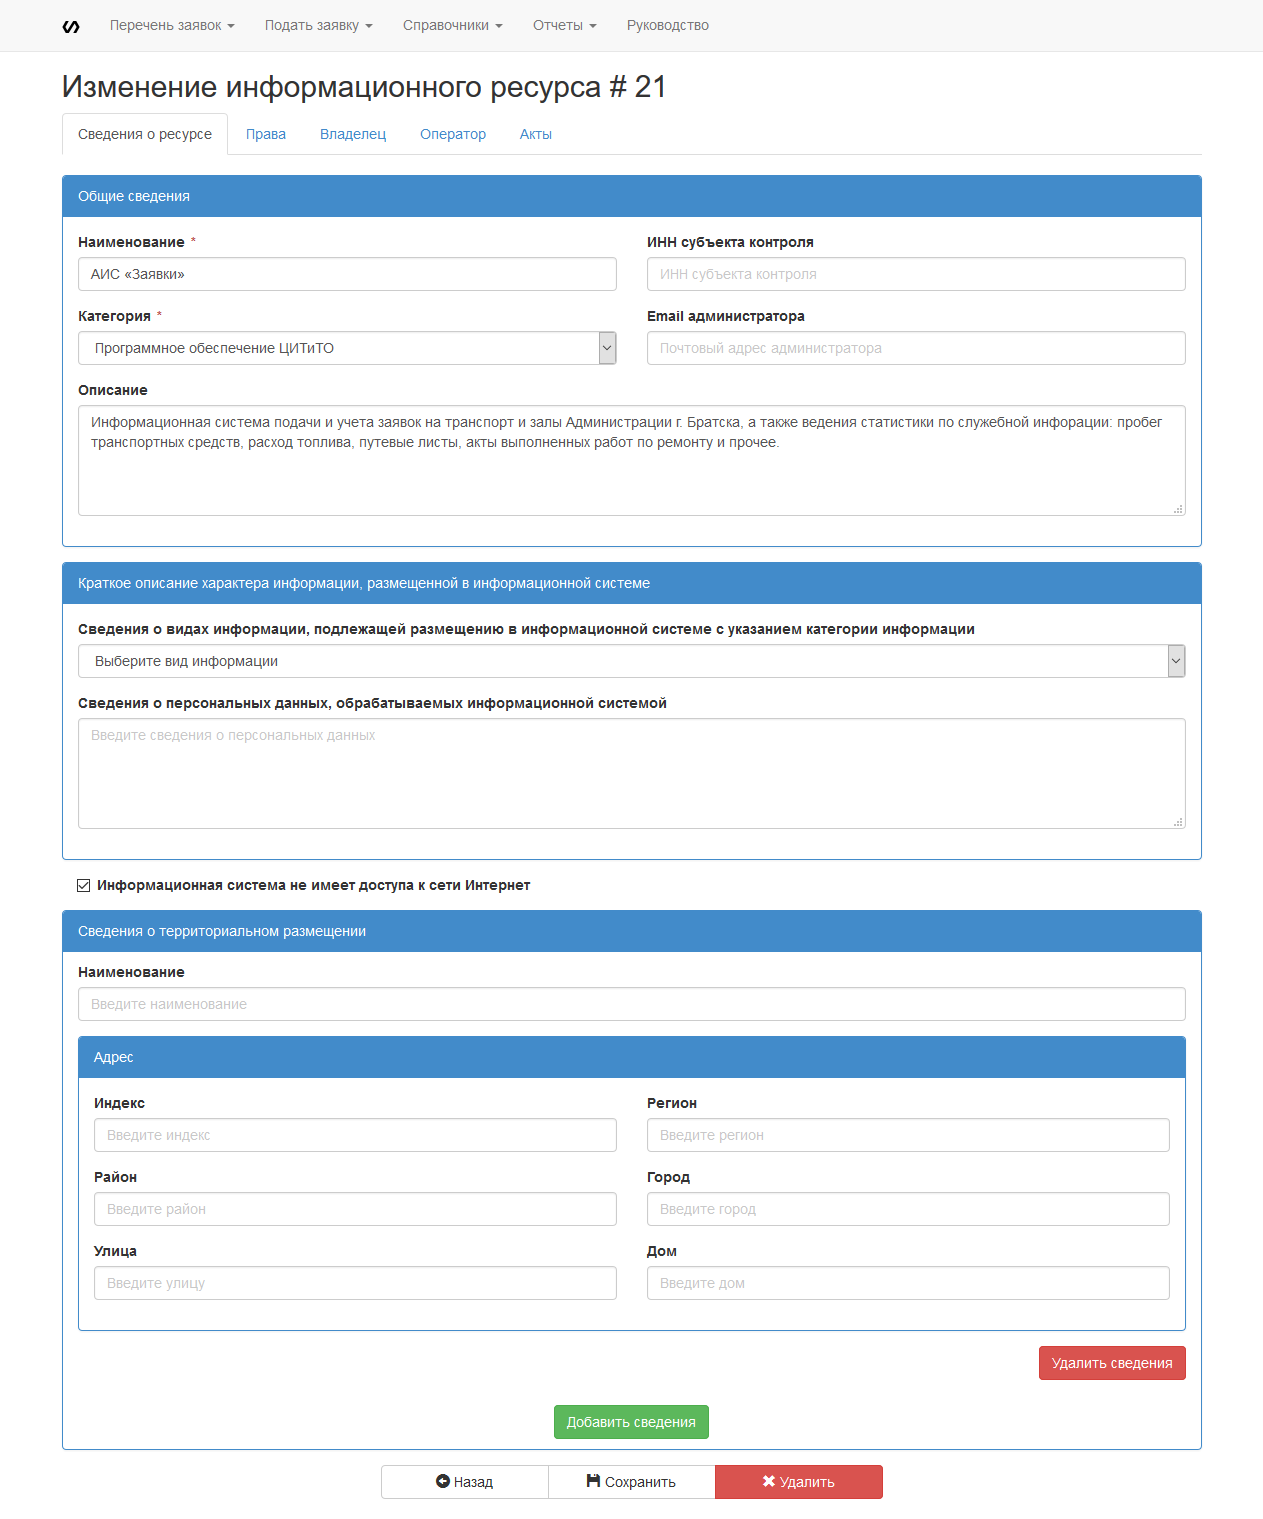 Перечень заявок Подать заявку Справочники Отчеты Руководство
Изменение информационного ресурса # 21
Сведения о ресурсе Права Владелец Оператор Акты
Общие сведения
Наименование * ИНН субъекта контроля
АИС «Заявки» ИНН субъекта контроля
Категория * Email администратора
Программное обеспечение ЦИТиТО Почтовый адрес администратора
Описание
Информационная система подачи и учета заявок на транспорт и залы Администрации г. Братска, а также ведения статистики по служебной инфорации: пробег
транспортных средств, расход топлива, путевые листы, акты выполненных работ по ремонту и прочее.
Краткое описание характера информации, размещенной в информационной системе
Сведения о видах информации, подлежащей размещению в информационной системе с указанием категории информации
Выберите вид информации
Сведения о персональных данных, обрабатываемых информационной системой
Введите сведения о персональных данных
Информационная система не имеет доступа к сети Интернет
Сведения о территориальном размещении
Наименование
Введите наименование
Адрес
Индекс Регион
Введите индекс Введите регион
Район Город
Введите район Введите город
Улица Дом
Введите улицу Введите дом
Удалить сведения
Добавить сведения
Назад Сохранить Удалить